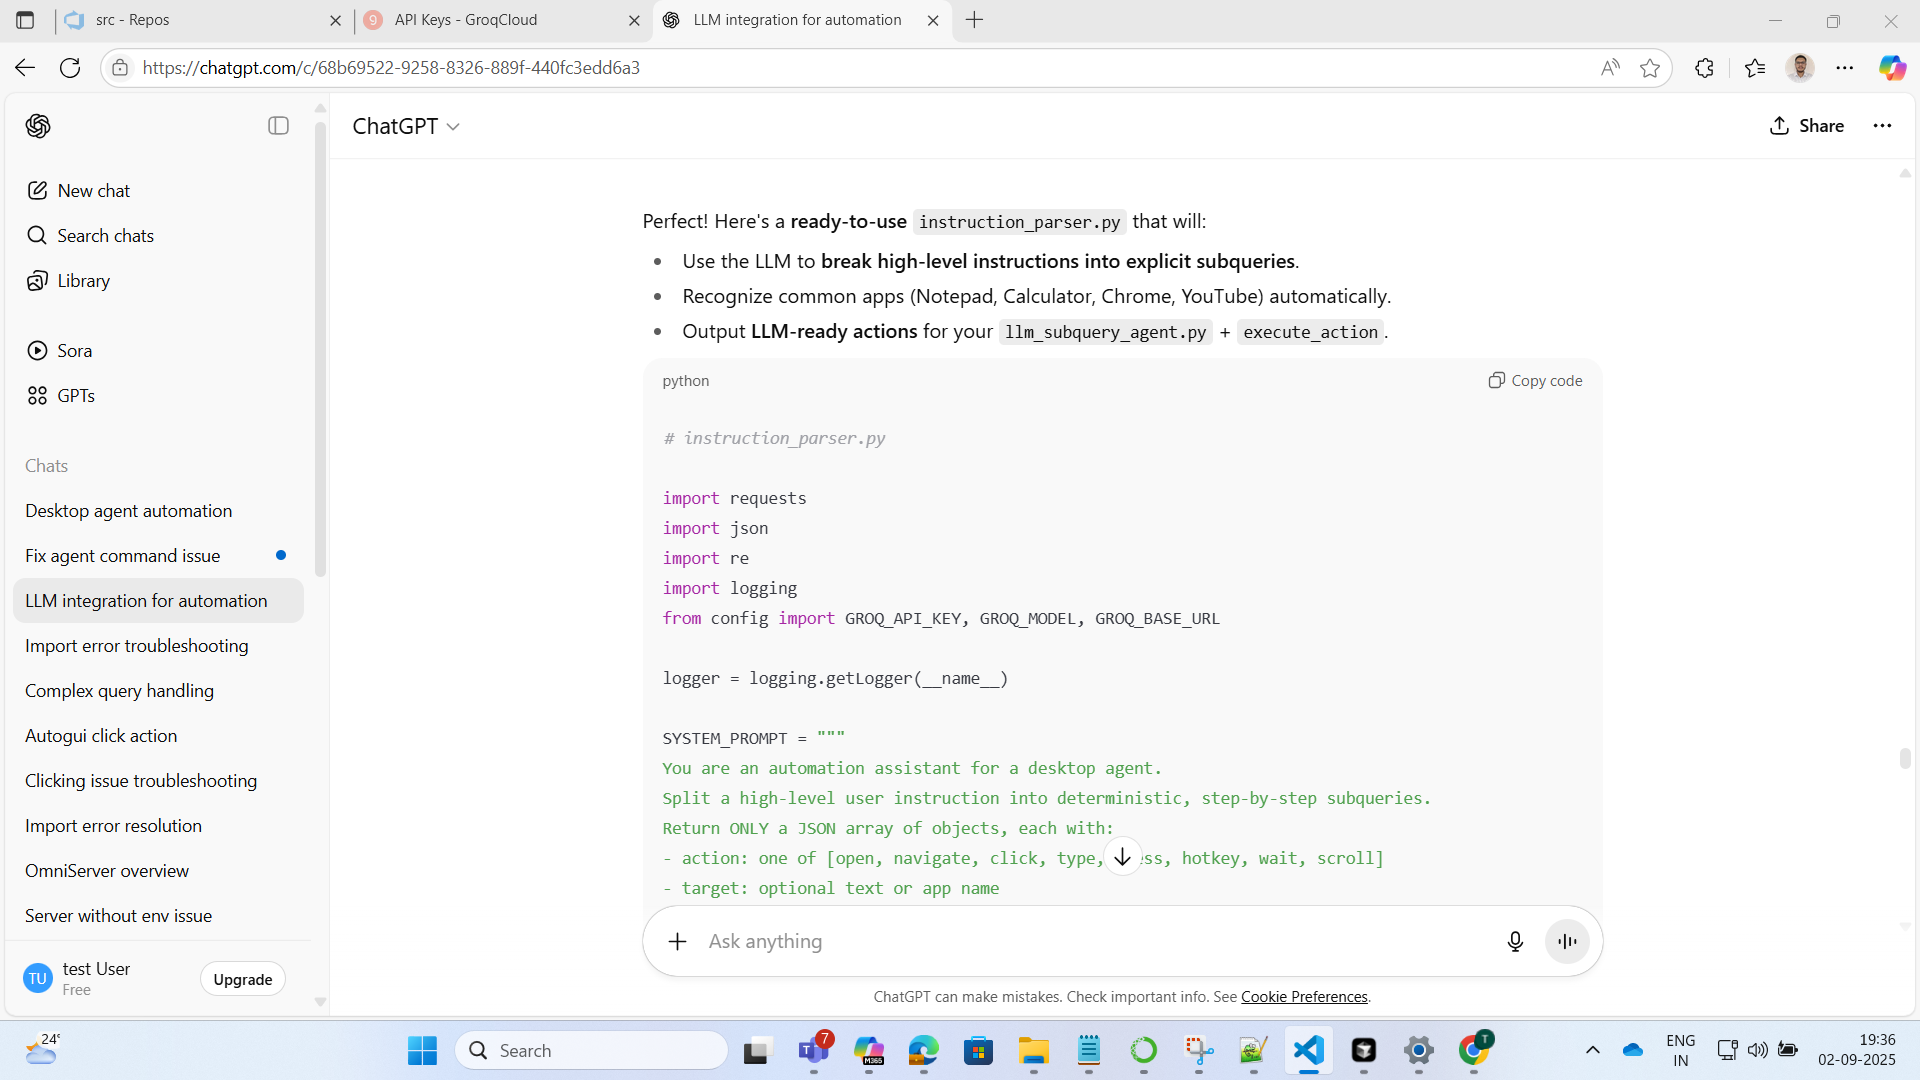 src - Repos
API Keys - GroqCloud
LLM integration for automation
https://chatgpt.com/c/68b69522-9258-8326-889f-440fc3edd6a3
ChatGPT
Share
New chat
Search chats
Library
Sora
GPTs
Chats
Desktop agent automation
Fix agent command issue
LLM integration for automation
Import error troubleshooting
Complex query handling
Autogui click action
Clicking issue troubleshooting
Import error resolution
OmniServer overview
Server without env issue
TU
test User
Free
Upgrade
Perfect! Here's a ready-to-use instruction_parser.py that will:
• Use the LLM to break high-level instructions into explicit subqueries.
• Recognize common apps (Notepad, Calculator, Chrome, YouTube) automatically.
• Output LLM-ready actions for your llm_subquery_agent.py + execute_action.
python
Copy code
# instruction_parser.py
import requests
import json
import re
import logging
from config import GROQ_API_KEY, GROQ_MODEL, GROQ_BASE_URL
logger = logging.getLogger(__name__)
SYSTEM_PROMPT = """
You are an automation assistant for a desktop agent.
Split a high-level user instruction into deterministic, step-by-step subqueries.
Return ONLY a JSON array of objects, each with:
- action: one of [open, navigate, click, type, ss, hotkey, wait, scroll]
- target: optional text or app name
Ask anything
ChatGPT can make mistakes. Check important info. See Cookie Preferences.
24°
Search
7
M365
T
ENG
IN
19:36
02-09-2025